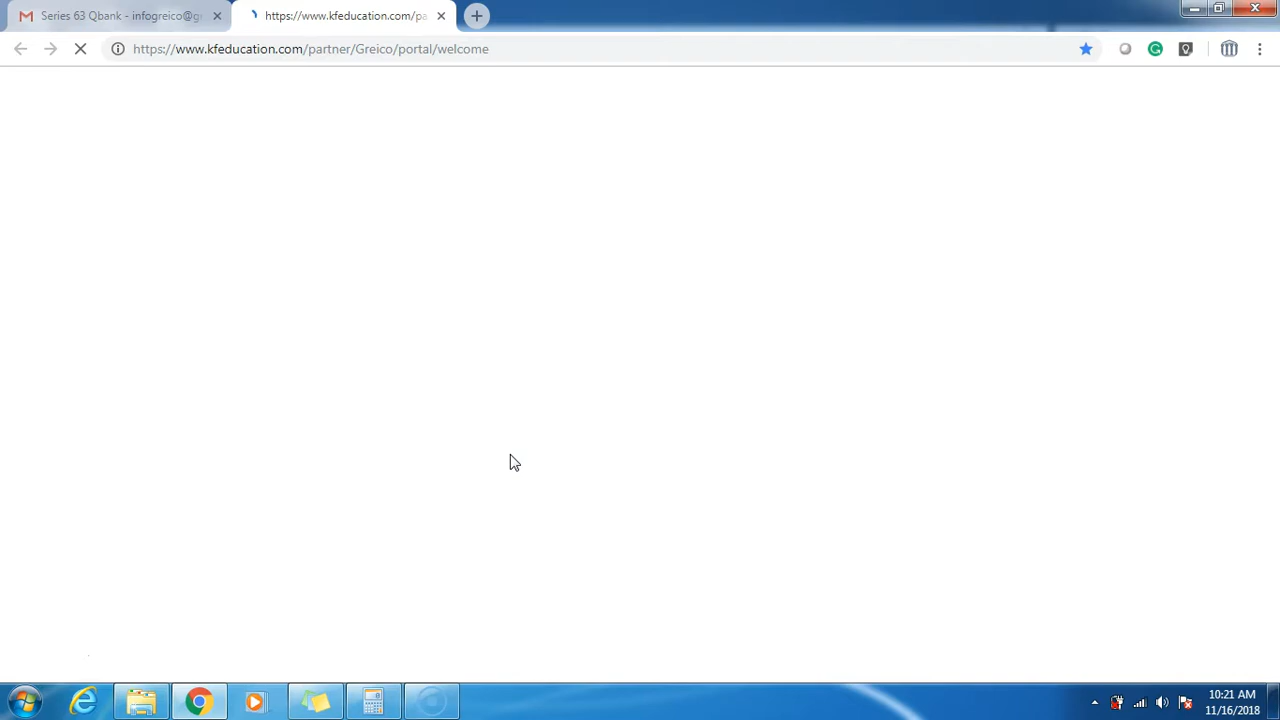 Series 63 Qbank - infogreico@g
https://www.kfeducation.com/pa
https://www.kfeducation.com/partner/Greico/portal/welcome
10:21 AM
11/16/2018